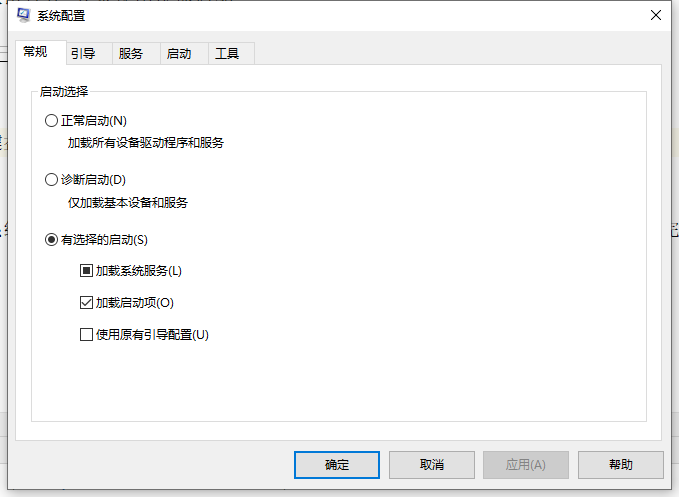 系统配置
常规 引导 服务 启动 工具
启动选择
正常启动(N)
加载所有设备驱动程序和服务
诊断启动(D)
仅加载基本设备和服务
有选择的启动(S)
加载系统服务(L)
加载启动项(O)
使用原有引导配置(U)
确定 取消 应用(A) 帮助